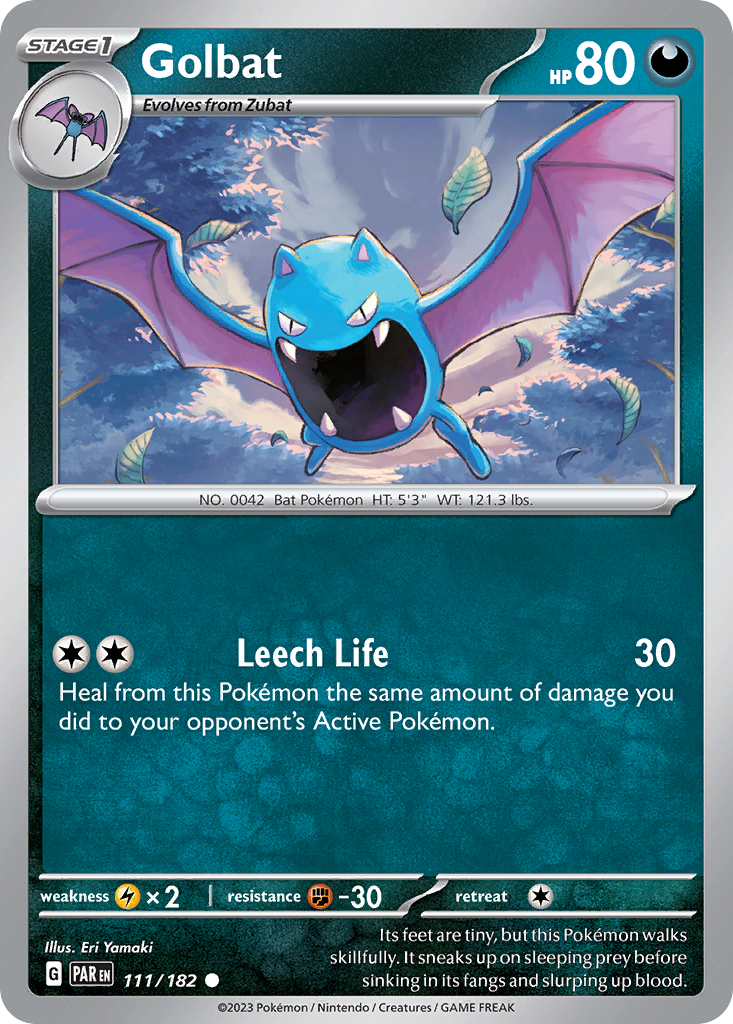 STAGE 1
Golbat
HP 80
Evolves from Zubat
NO. 0042 Bat Pokémon HT: 5'3" WT: 121.3 lbs.
Leech Life 30
Heal from this Pokémon the same amount of damage you
did to your opponent's Active Pokémon.
weakness ×2 resistance -30 retreat
Illus. Eri Yamaki
Its feet are tiny, but this Pokémon walks
skillfully. It sneaks up on sleeping prey before
sinking in its fangs and slurping up blood.
G PAR EN 111/182
©2023 Pokémon / Nintendo / Creatures / GAME FREAK